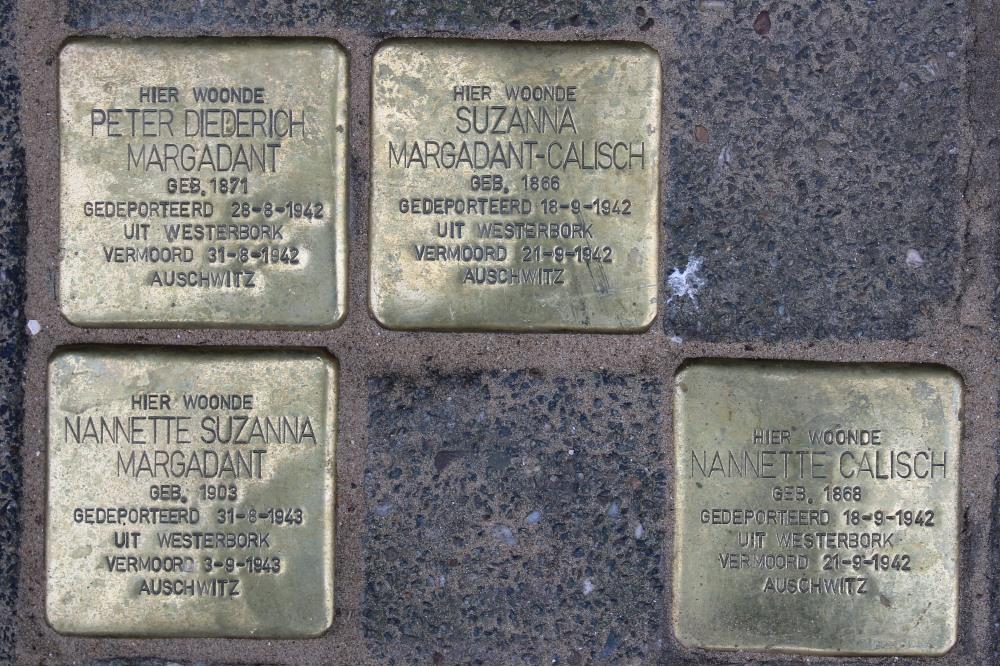 HIER WOONDE
PETER DIEDERICH
MARGADANT
GEB. 1871
GEDEPORTEERD 28-8-1942
UIT WESTERBORK
VERMOORD 31-8-1942
AUSCHWITZ
HIER WOONDE
SUZANNA
MARGADANT-CALISCH
GEB. 1866
GEDEPORTEERD 18-9-1942
UIT WESTERBORK
VERMOORD 21-9-1942
AUSCHWITZ
HIER WOONDE
NANNETTE SUZANNA
MARGADANT
GEB. 1903
GEDEPORTEERD 31-8-1943
UIT WESTERBORK
VERMOORD 3-9-1943
AUSCHWITZ
HIER WOONDE
NANNETTE CALISCH
GEB. 1868
GEDEPORTEERD 18-9-1942
UIT WESTERBORK
VERMOORD 21-9-1942
AUSCHWITZ